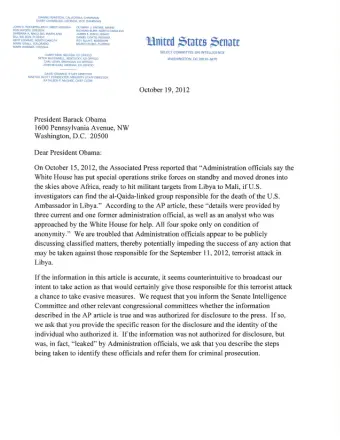 United States Senate
SELECT COMMITTEE ON INTELLIGENCE
WASHINGTON, DC 20510-6475
October 19, 2012
President Barack Obama
1600 Pennsylvania Avenue, NW
Washington, D.C. 20500
Dear President Obama:
On October 15, 2012, the Associated Press reported that “Administration officials say the
White House has put special operations strike forces on standby and moved drones into
the skies above Africa, ready to hit militant targets from Libya to Mali, if U.S.
investigators can find the al-Qaida-linked group responsible for the death of the U.S.
Ambassador in Libya.” According to the AP article, these “details were provided by
three current and one former administration official, as well as an analyst who was
approached by the White House for help. All four spoke only on condition of
anonymity.” We are troubled that Administration officials appear to be publicly
discussing classified matters, thereby potentially impeding the success of any action that
may be taken against those responsible for the September 11, 2012, terrorist attack in
Libya.
If the information in this article is accurate, it seems counterintuitive to broadcast our
intent to take action as that would certainly give those responsible for this terrorist attack
a chance to take evasive measures. We request that you inform the Senate Intelligence
Committee and other relevant congressional committees whether the information
described in the AP article is true and was authorized for disclosure to the press. If so,
we ask that you provide the specific reason for the disclosure and the identity of the
individual who authorized it. If the information was not authorized for disclosure, but
was, in fact, “leaked” by Administration officials, we ask that you describe the steps
being taken to identify these officials and refer them for criminal prosecution.